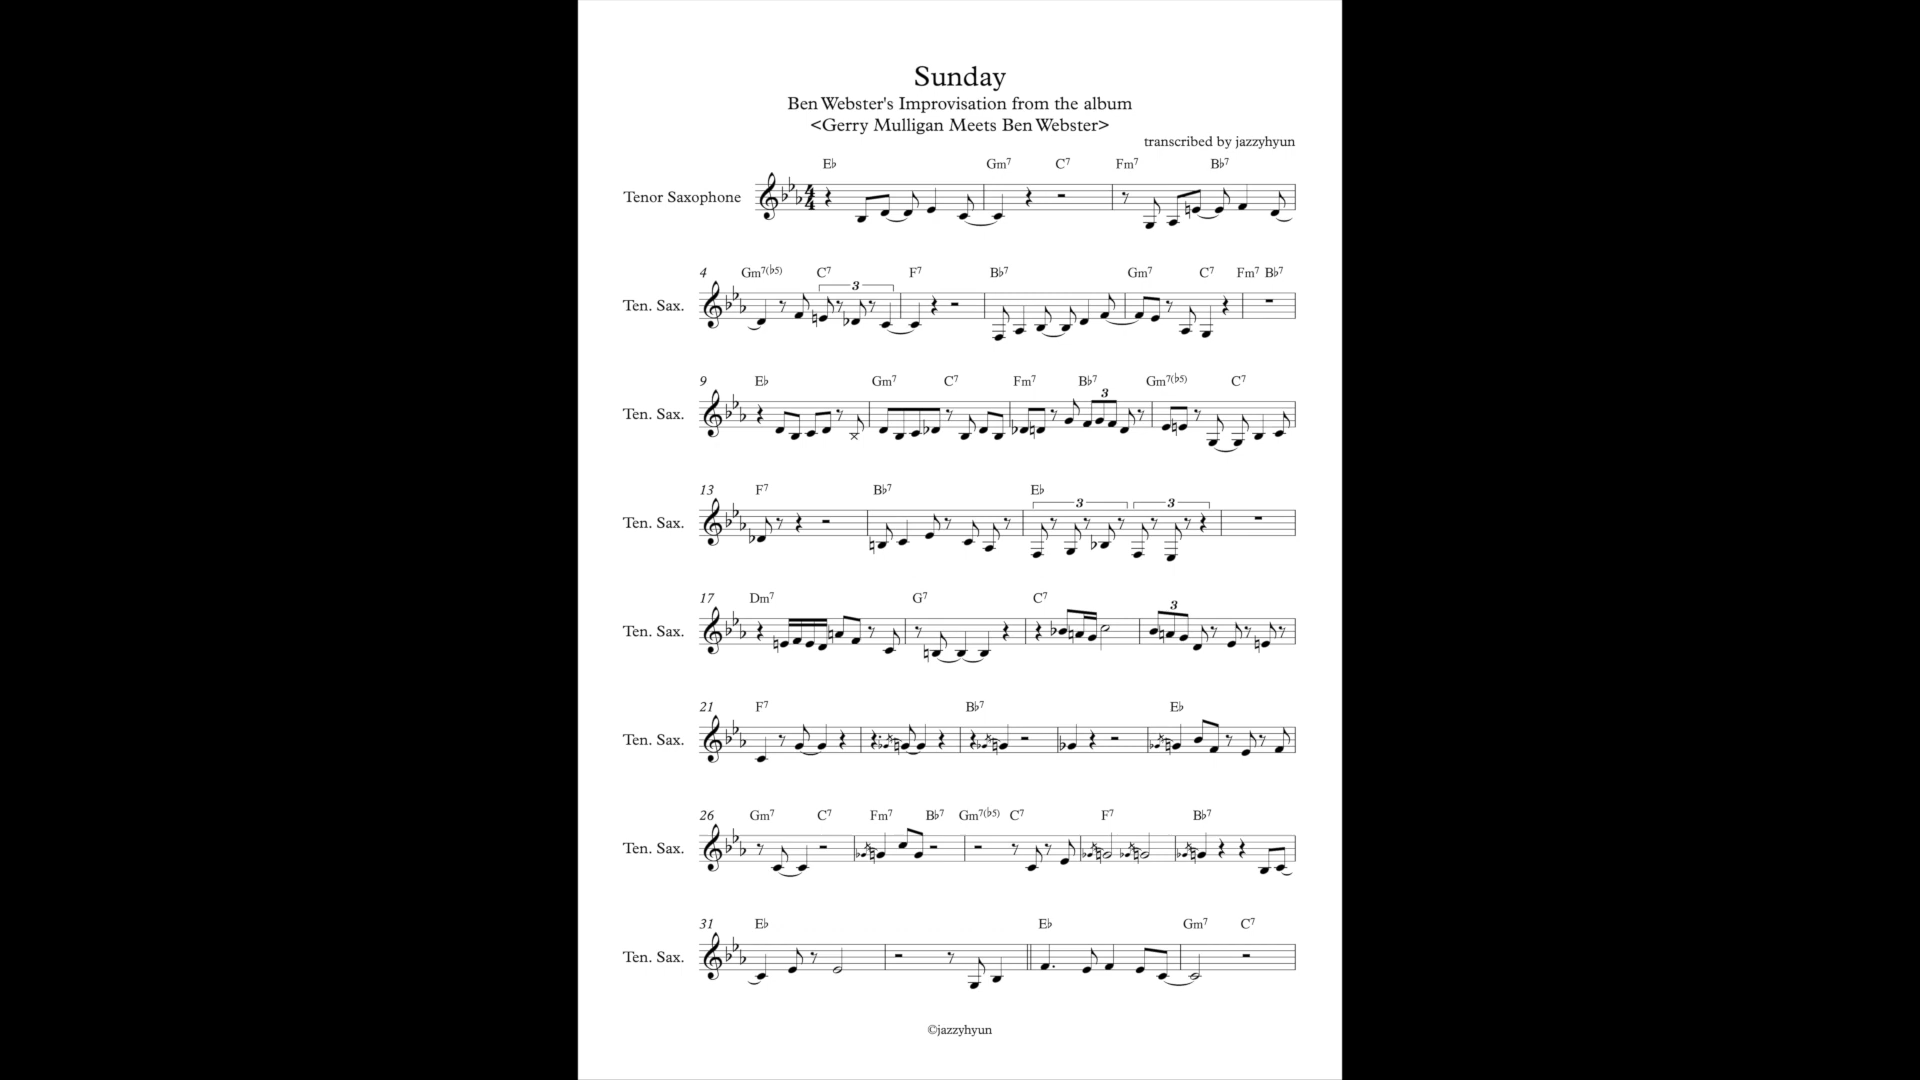 Sunday
Ben Webster's Improvisation from the album
<Gerry Mulligan Meets Ben Webster>
transcribed by jazzyhyun
E♭ Gm7 C7 Fm7 B♭7
Tenor Saxophone 4 4
4 Gm7(♭5) C7 F7 B♭7 Gm7 C7 Fm7 B♭7
3
Ten. Sax.
9 E♭ Gm7 C7 Fm7 B♭7 Gm7(♭5) C7
3
Ten. Sax.
13 F7 B♭7 E♭
3 3
Ten. Sax.
17 Dm7 G7 C7
3
Ten. Sax.
21 F7 B♭7 E♭
Ten. Sax.
26 Gm7 C7 Fm7 B♭7 Gm7(♭5) C7 F7 B♭7
Ten. Sax.
31 E♭ E♭ Gm7 C7
Ten. Sax.
©jazzyhyun